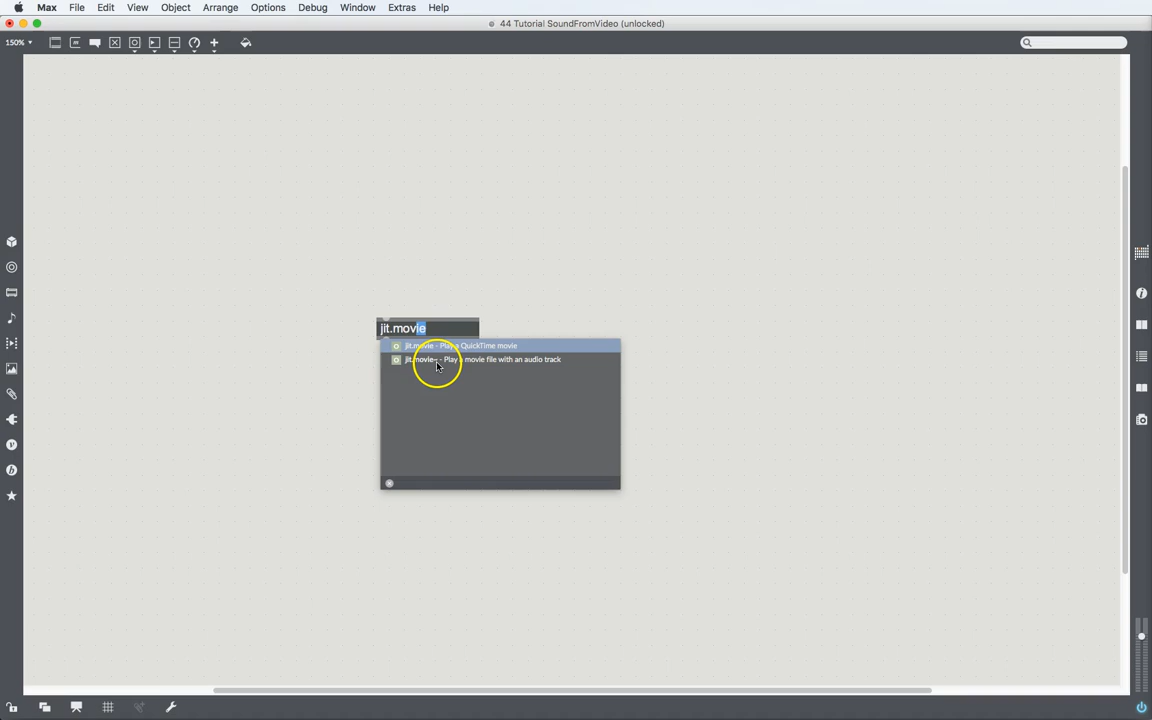 Max File Edit View Object Arrange Options Debug Window Extras Help
44 Tutorial SoundFromVideo (unlocked)
150%
jit.movie
jit.movie - Play a QuickTime movie
jit.movie~ - Play a movie file with an audio track